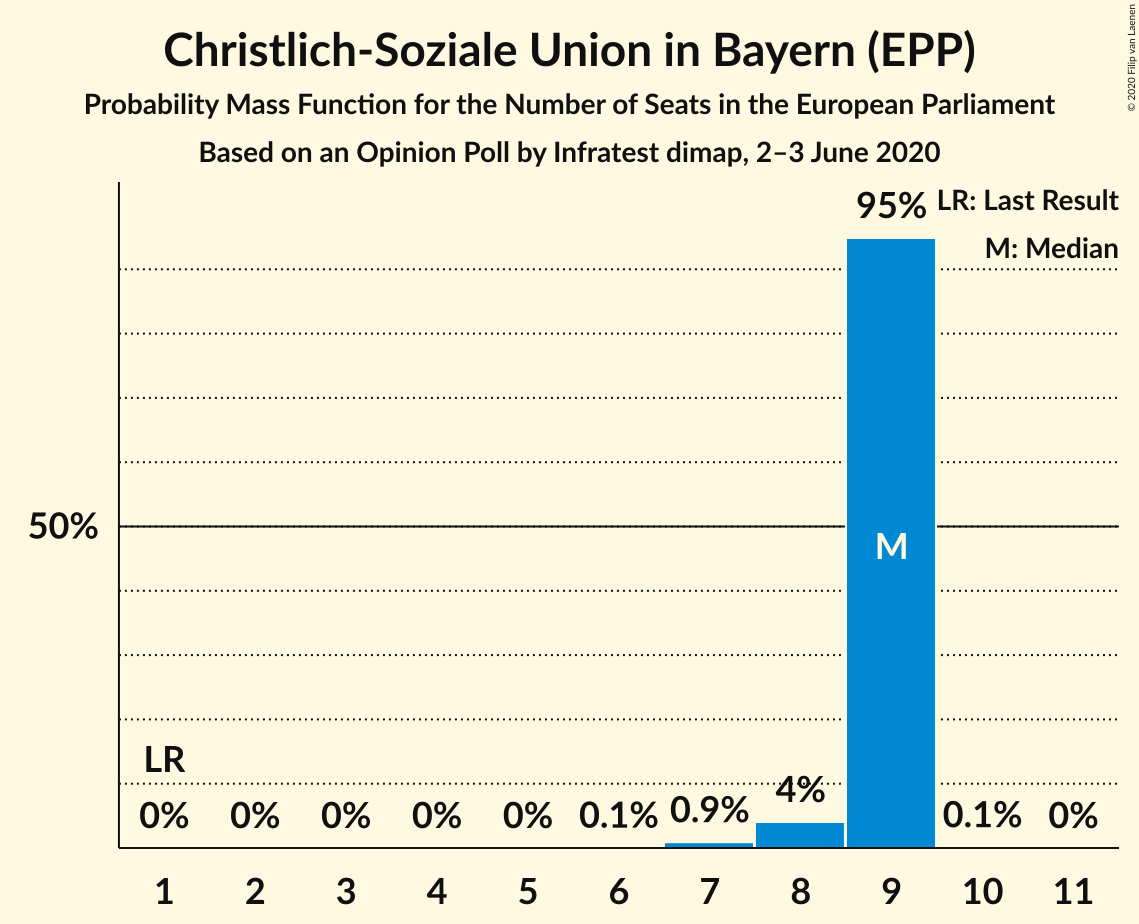 Christlich-Soziale Union in Bayern (EPP)
Probability Mass Function for the Number of Seats in the European Parliament
Based on an Opinion Poll by Infratest dimap, 2–3 June 2020
© 2020 Filip van Laenen
95% LR: Last Result
M: Median
50%
M
LR
0% 0% 0% 0% 0% 0.1% 0.9% 4% 0.1% 0%
1 2 3 4 5 6 7 8 9 10 11